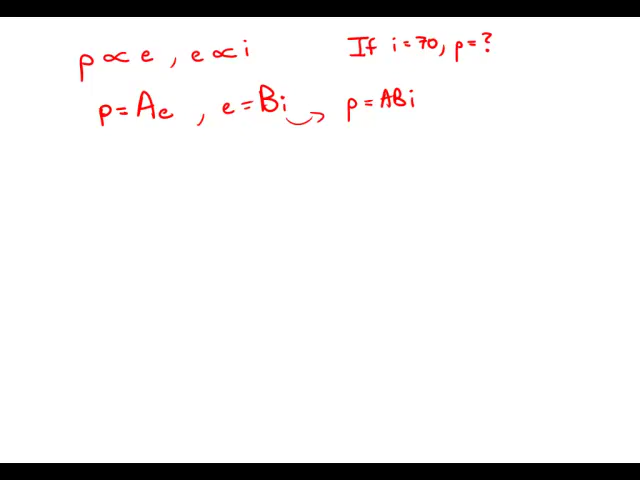 p ∝ e , e ∝ i If i = 70, p = ?
p = Ae , e = Bi → p = ABi